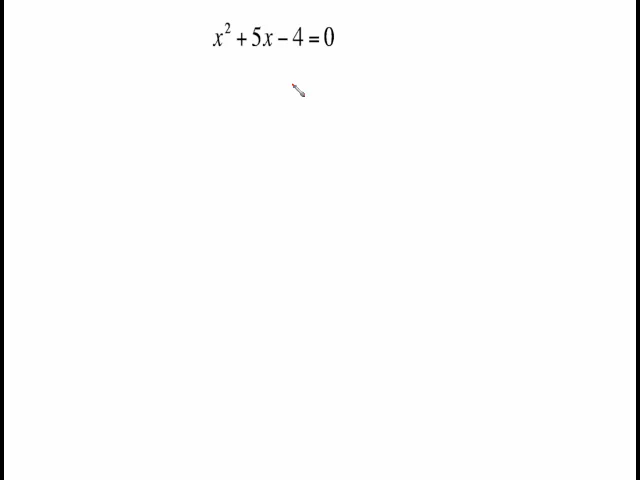 x² + 5x − 4 = 0